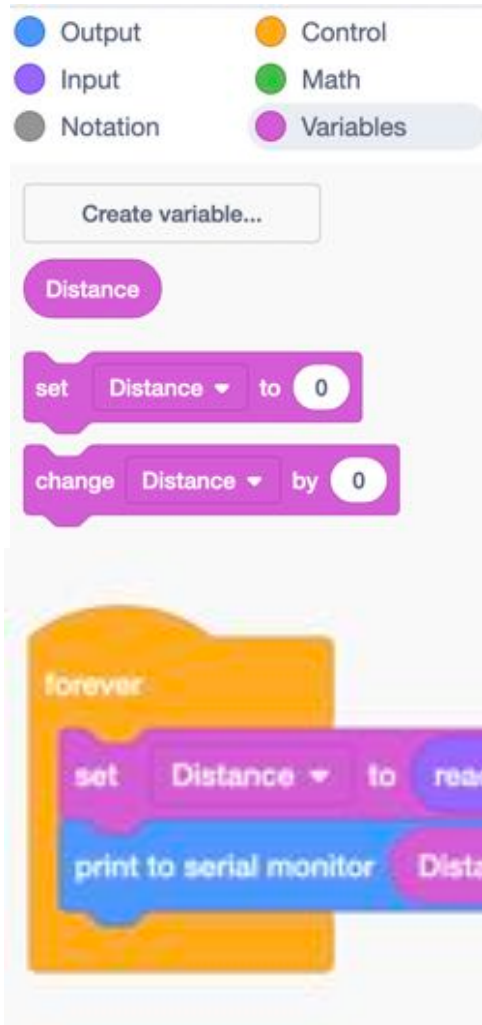 Output Control
Input Math
Notation Variables
Create variable...
Distance
set Distance to 0
change Distance by 0
forever
set Distance to
print to serial monitor